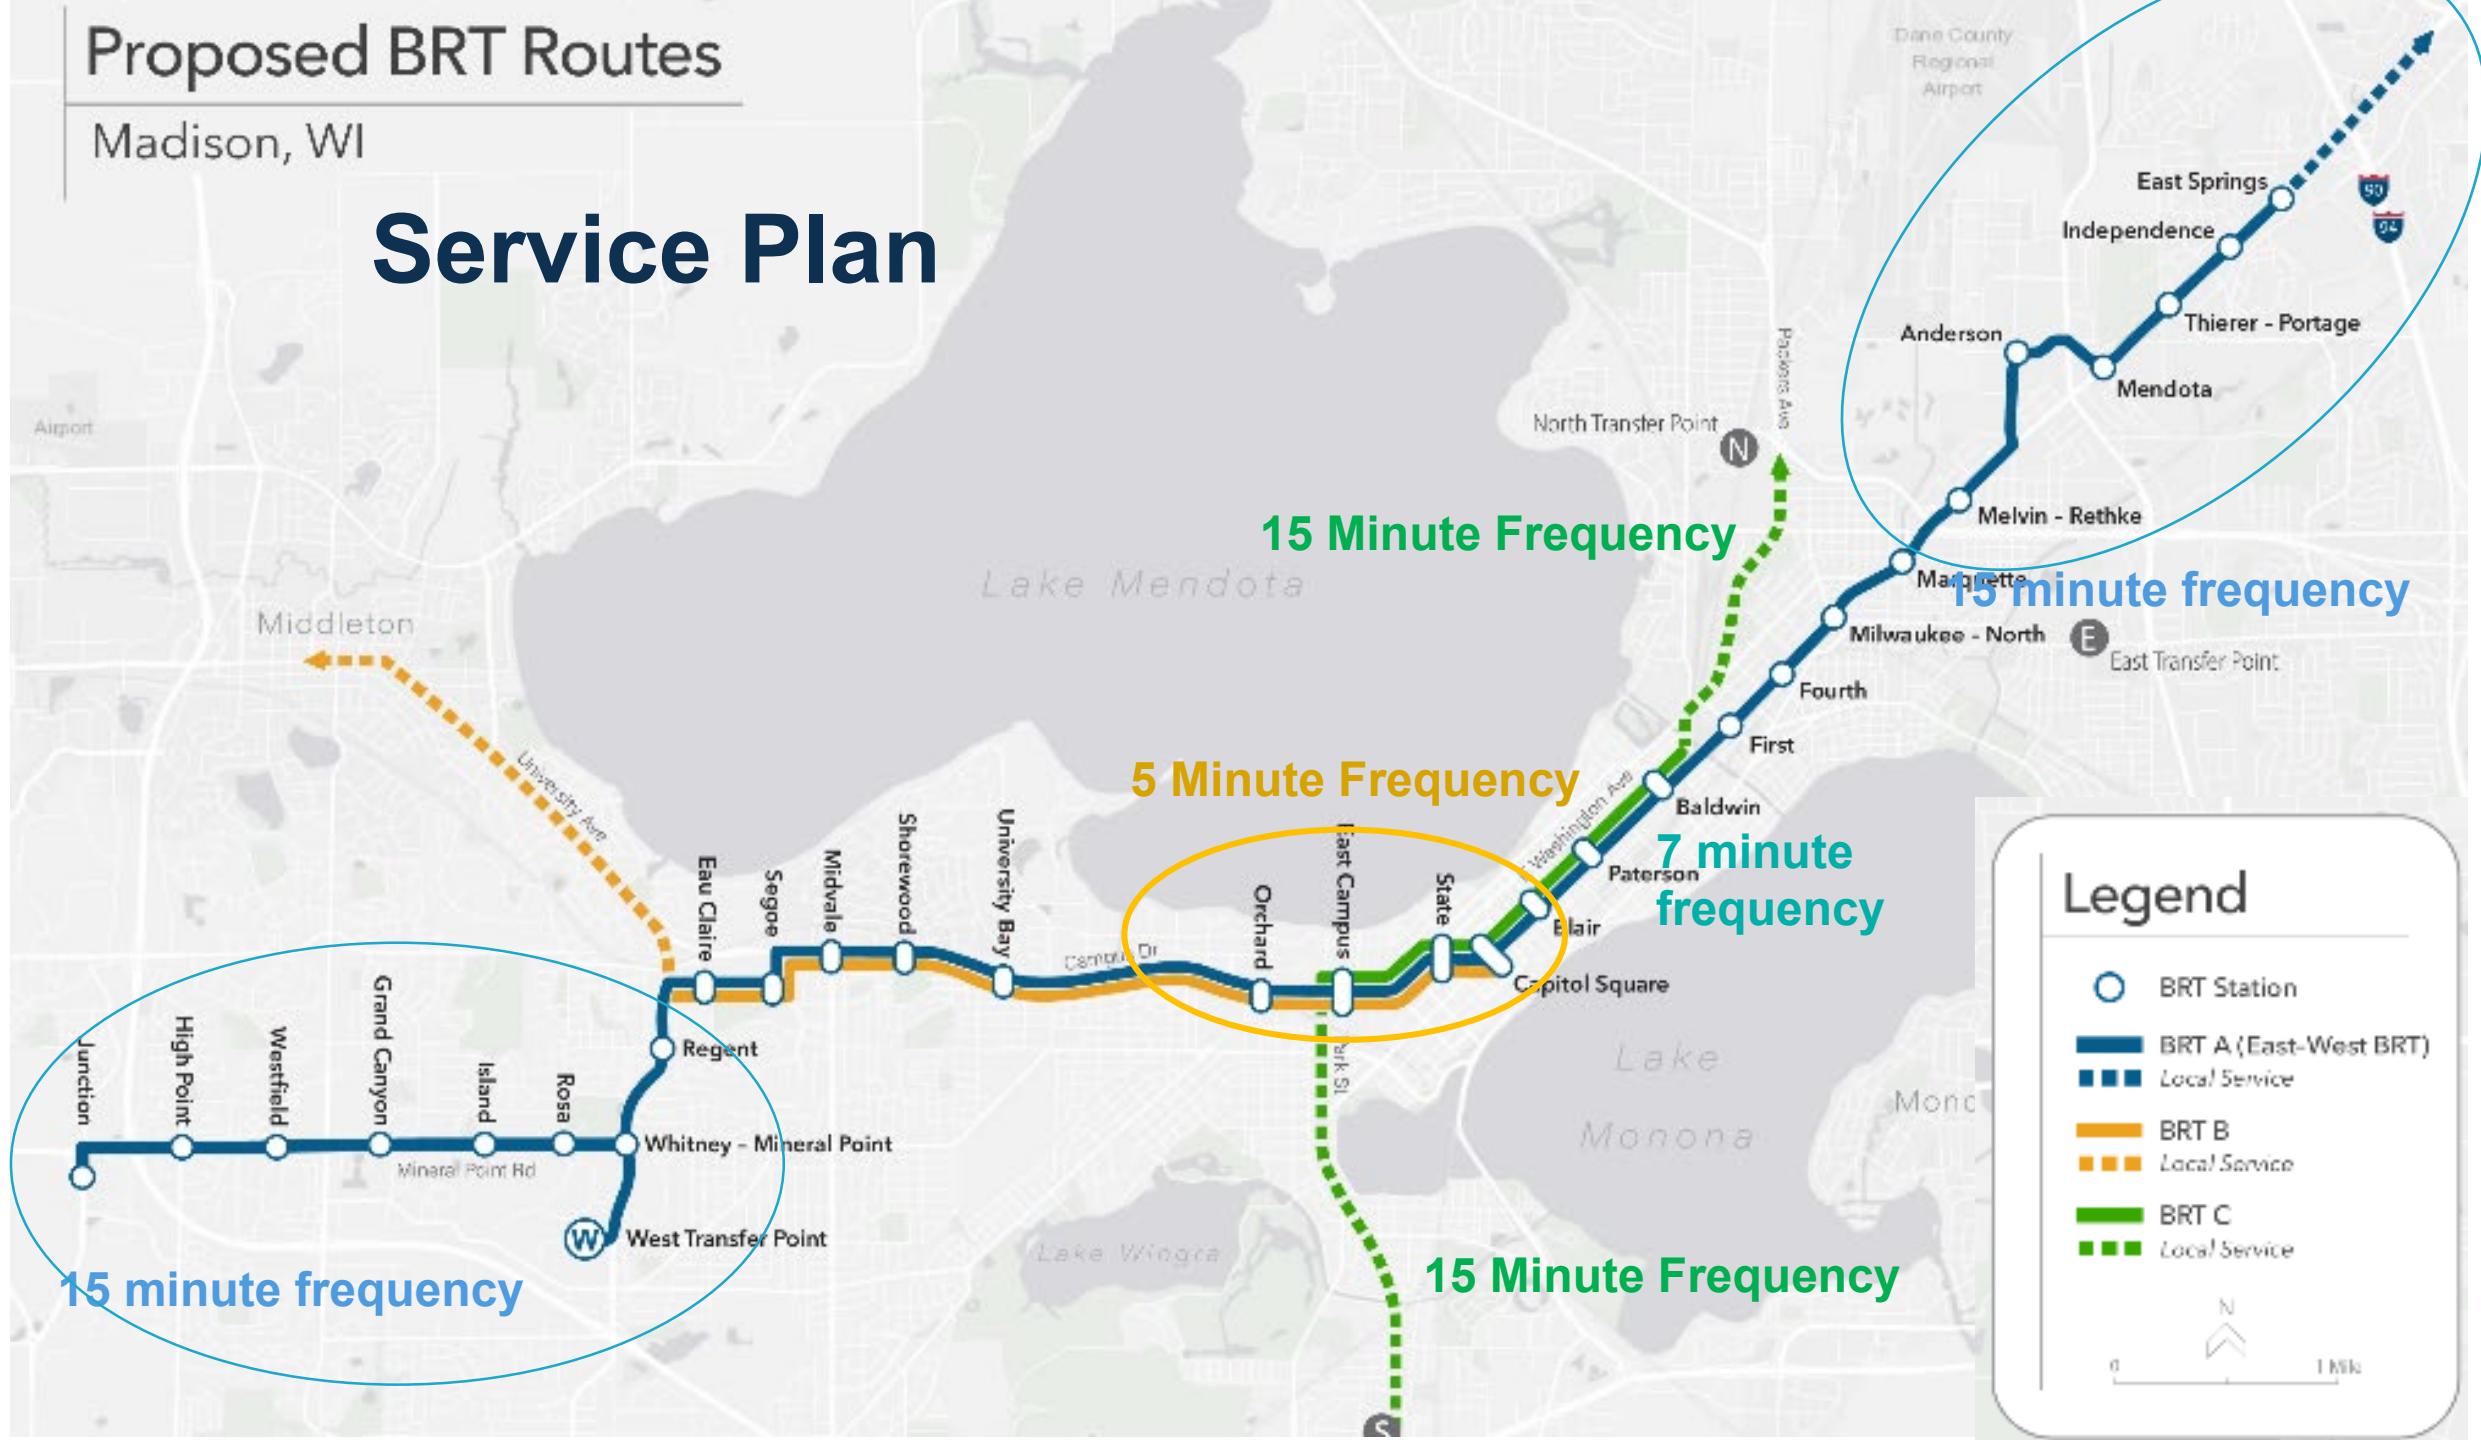 Proposed BRT Routes
Madison, WI
Service Plan
Dane County
Regional
Airport
East Springs
90
94
Independence
Thierer - Portage
Anderson
Mendota
Packers Ave
Airport
North Transfer Point
N
Melvin - Rethke
15 Minute Frequency
Marquette
15 minute frequency
Lake Mendota
Middleton
Milwaukee - North
E
East Transfer Point
Fourth
First
University Ave
5 Minute Frequency
Washington Ave
Baldwin
7 minute
frequency
Paterson
Blair
Capitol Square
Eau Claire
Segoe
Midvale
Shorewood
University Bay
Campus Dr
Orchard
East Campus
State
Junction
High Point
Westfield
Grand Canyon
Island
Rosa
Regent
Park St
Whitney - Mineral Point
Mineral Point Rd
W
West Transfer Point
15 minute frequency
Lake
Monona
Lake Wingra
15 Minute Frequency
S
Mono
Legend
BRT Station
BRT A (East-West BRT)
Local Service
BRT B
Local Service
BRT C
Local Service
N
0
1 Mile